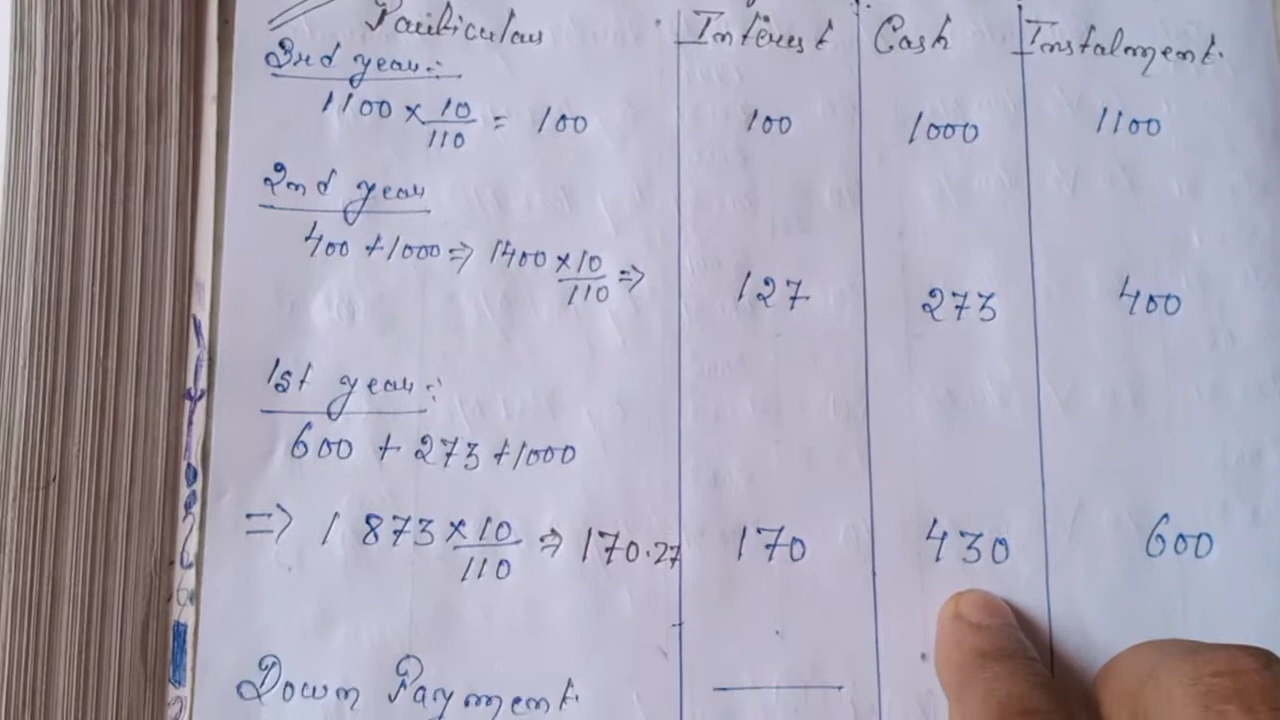 Particulars Interest Cash Instalment.
3rd year:-
1100 × 10/110 = 100 100 1000 1100
2nd year
400 + 1000 ⇒ 1400 × 10/110 ⇒ 127 273 400
1st year:-
600 + 273 + 1000
⇒ 1873 × 10/110 ⇒ 170.27 170 430 600
Down Payment.